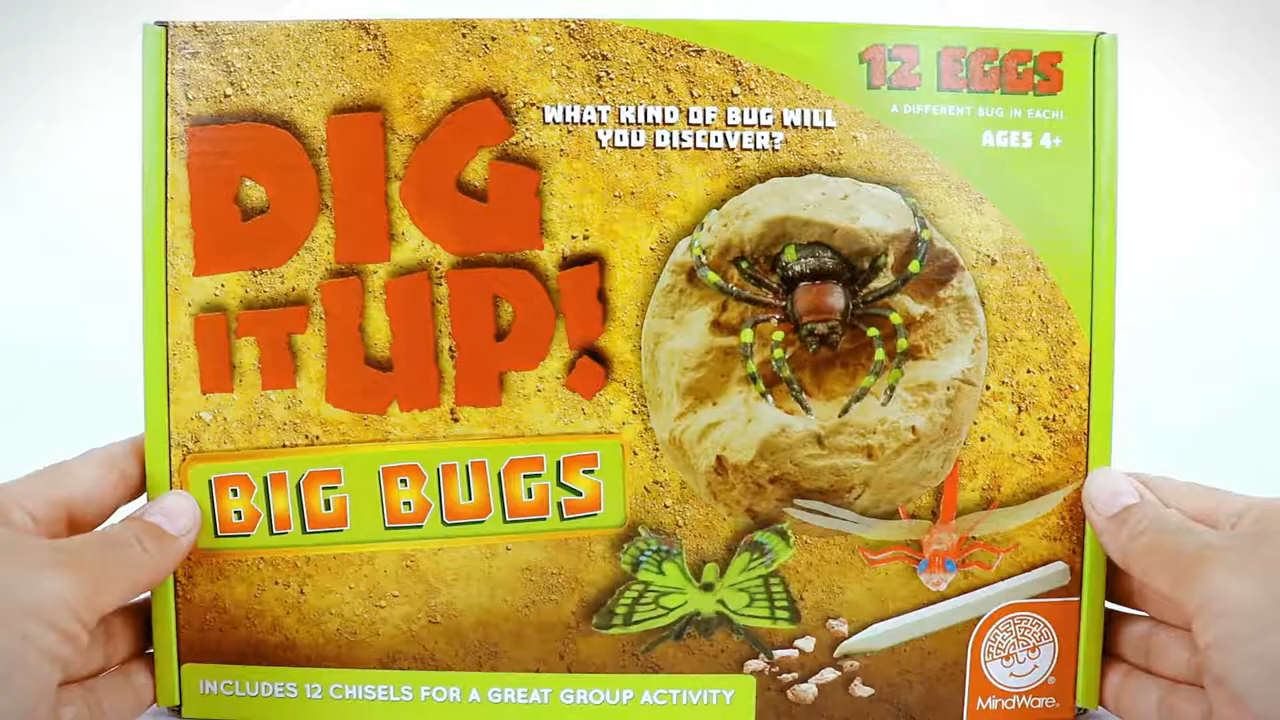 12 EGGS
A DIFFERENT BUG IN EACH!
AGES 4+
WHAT KIND OF BUG WILL
YOU DISCOVER?
DIG
IT UP!
BIG BUGS
INCLUDES 12 CHISELS FOR A GREAT GROUP ACTIVITY
MINDWARE®